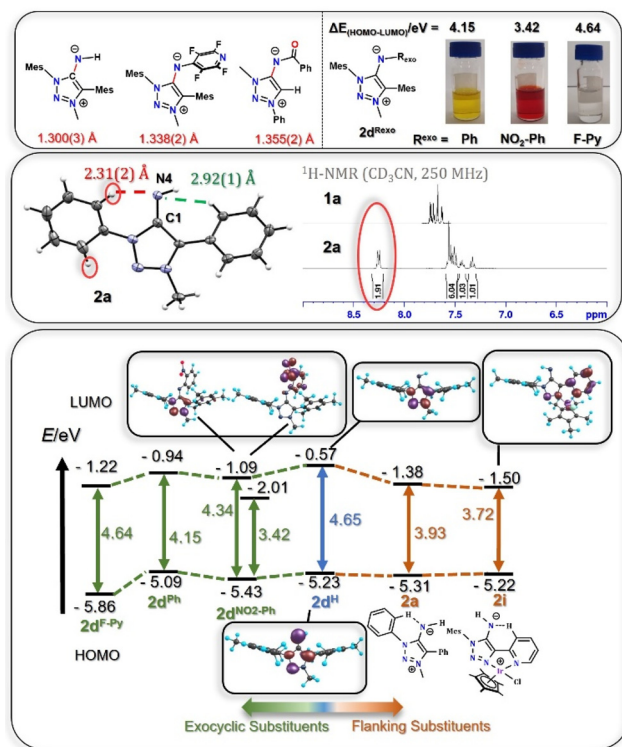 ΔE(HOMO-LUMO)/eV 4.15 3.42 4.64
⊖
N-H
Mes
C
N
Mes
N=N
⊕
1.300(3) Å
⊖
N
F F
N
F F
Mes
N
Mes
N=N
⊕
1.338(2) Å
O
⊖
N
Ph
Mes
N
H
N=N
⊕
Ph
1.355(2) Å
⊖
N-Rexo
Mes
N
Mes
N=N
⊕
2dRexo
Rexo = Ph NO2-Ph F-Py
2.31(2) Å N4 2.92(1) Å
C1
2a
1H-NMR (CD3CN, 250 MHz)
1a
2a
1.91 6.04 1.03 1.01
8.5 8.0 7.5 7.0 6.5 ppm
LUMO
E/eV
- 1.22 - 0.94 - 1.09 - 2.01 - 0.57 - 1.38 - 1.50
4.64 4.15 4.34 3.42 4.65 3.93 3.72
- 5.86 - 5.09 - 5.43 - 5.23 - 5.31 - 5.22
2dF-Py 2dPh 2dNO2-Ph 2dH 2a 2i
HOMO
H
H N
⊖
N
Ph
N=N
⊕
H
N H
⊖
Mes
N
N
N=N
⊕
Ir
Cl
Exocyclic Substituents Flanking Substituents